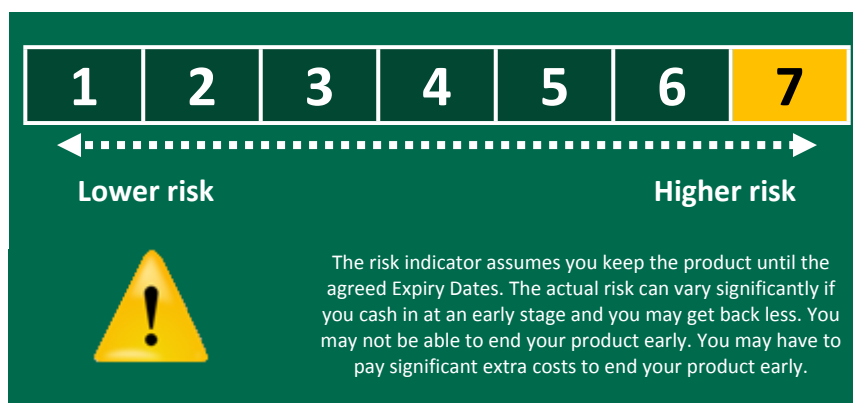 1 2 3 4 5 6 7
Lower risk Higher risk
The risk indicator assumes you keep the product until the
agreed Expiry Dates. The actual risk can vary significantly if
you cash in at an early stage and you may get back less. You
may not be able to end your product early. You may have to
pay significant extra costs to end your product early.